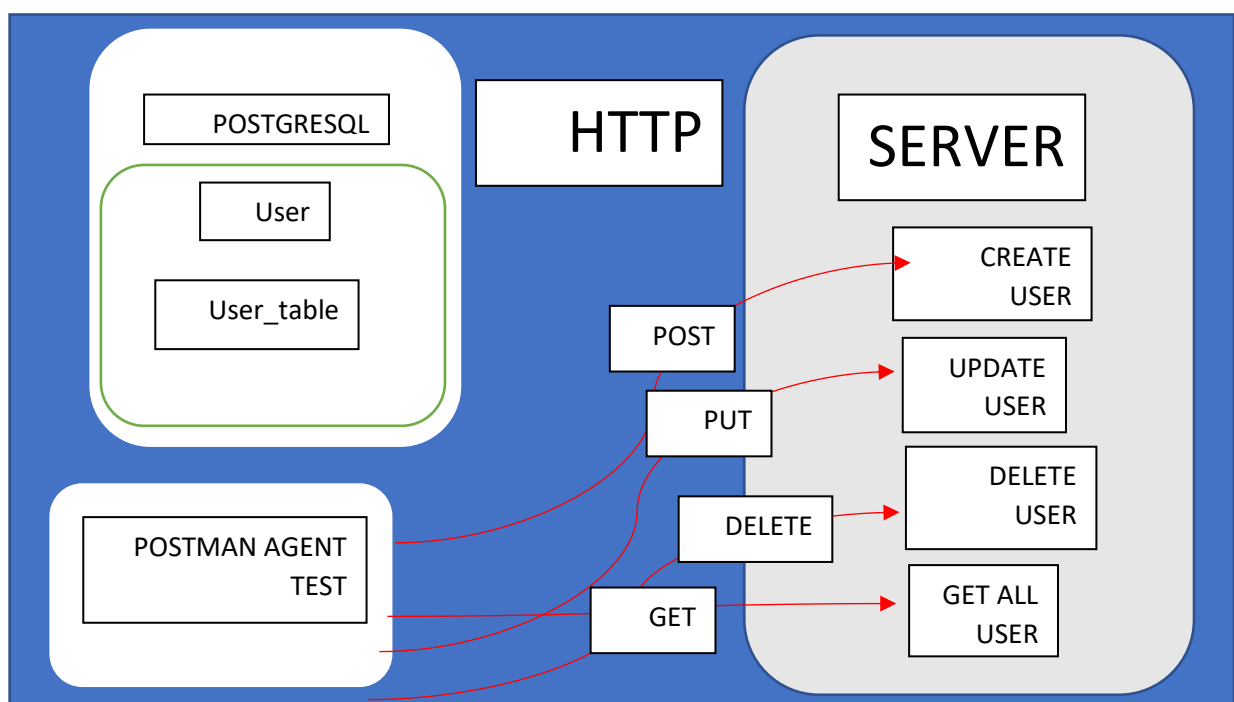 POSTGRESQL
User
User_table
POSTMAN AGENT
TEST
HTTP
POST
PUT
DELETE
GET
SERVER
CREATE
USER
UPDATE
USER
DELETE
USER
GET ALL
USER